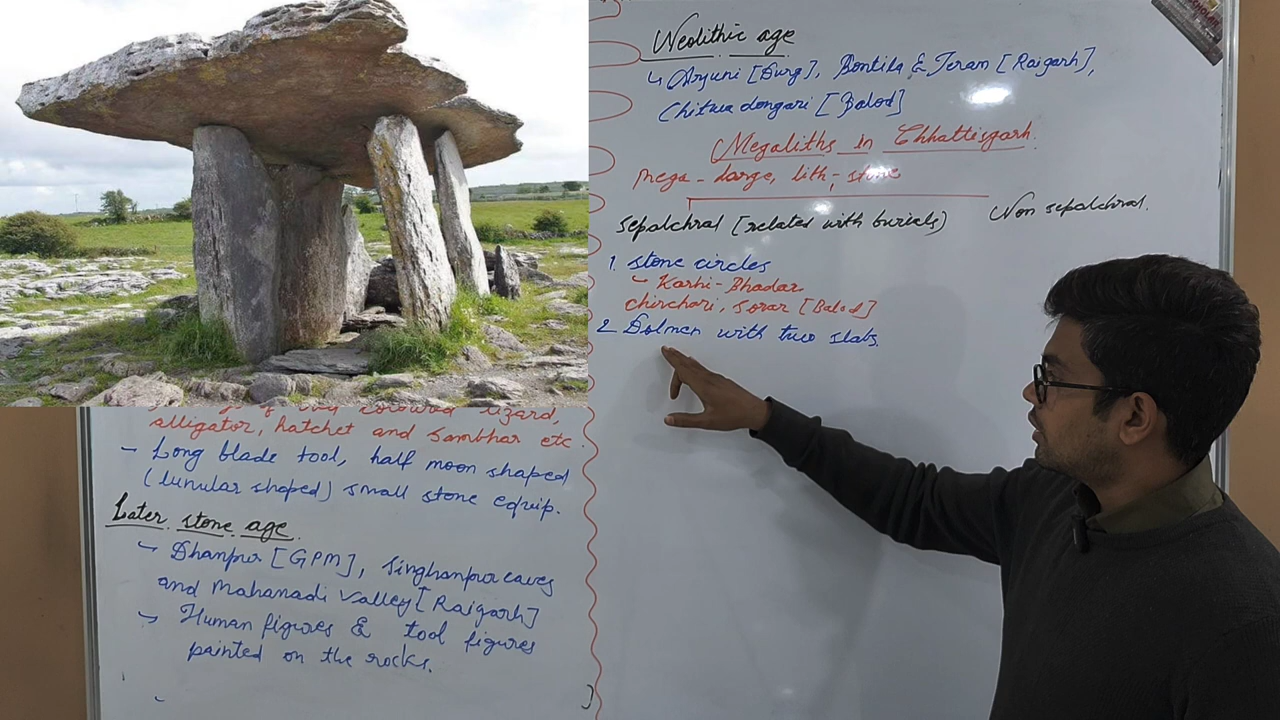 alligator, hatchet and Sambhar etc.
- Long blade tool, half moon shaped
(lunular shaped) small stone equip.
Later stone age
Dhanpur [GPM], Singhanpur caves
and Mahanadi Valley [Raigarh]
Human figures & tool figures
painted on the rocks.
Neolithic age
Arjuni [Durg], Bontila & Teram [Raigarh],
Chitwa dongari [Balod]
Megaliths in Chhattisgarh.
Mega - large, lith - stone
Sepalchral [related with burials) Non sepalchral.
1. stone circles
Karhi - Bhadar
Chirchari, Sorar [Balod]
2 Dolmen with two slabs.